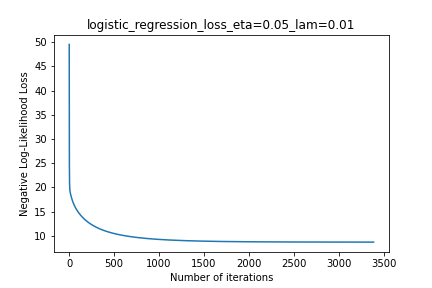 logistic_regression_loss_eta=0.05_lam=0.01
50
45
40
35
30
25
20
15
10
Negative Log-Likelihood Loss
0 500 1000 1500 2000 2500 3000 3500
Number of iterations